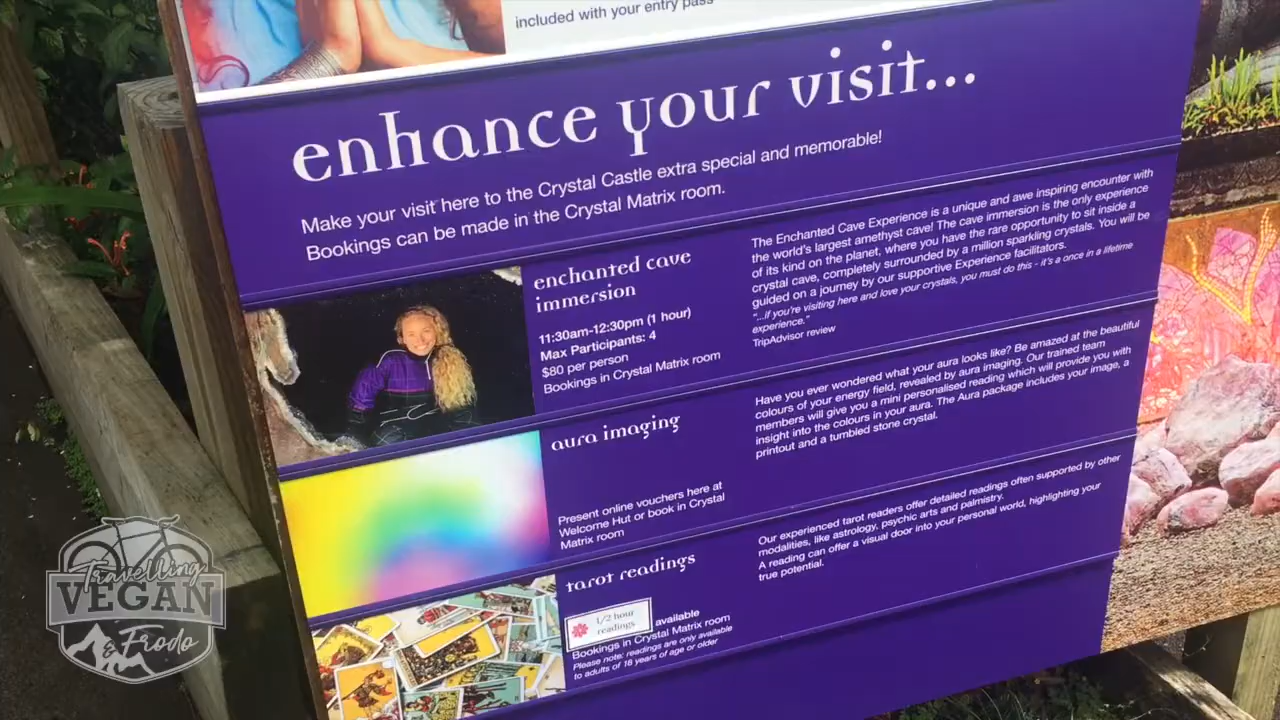 included with your entry pass
enhance your visit...
Make your visit here to the Crystal Castle extra special and memorable!
Bookings can be made in the Crystal Matrix room.
enchanted cave
immersion
11:30am-12:30pm (1 hour)
Max Participants: 4
$80 per person
Bookings in Crystal Matrix room
The Enchanted Cave Experience is a unique and awe inspiring encounter with
the world's largest amethyst cave! The cave immersion is the only experience
of its kind on the planet, where you have the rare opportunity to sit inside a
crystal cave, completely surrounded by a million sparkling crystals. You will be
guided on a journey by our supportive Experience facilitators.
"...if you're visiting here and love your crystals, you must do this - it's a once in a lifetime
experience."
TripAdvisor review
aura imaging
Present online vouchers here at
Welcome Hut or book in Crystal
Matrix room
Have you ever wondered what your aura looks like? Be amazed at the beautiful
colours of your energy field, revealed by aura imaging. Our trained team
members will give you a mini personalised reading which will provide you with
insight into the colours in your aura. The Aura package includes your image, a
printout and a tumbled stone crystal.
tarot readings
1/2 hour
readings
available
Bookings in Crystal Matrix room
Please note: readings are only available
to adults of 18 years of age or older
Our experienced tarot readers offer detailed readings often supported by other
modalities, like astrology, psychic arts and palmistry.
A reading can offer a visual door into your personal world, highlighting your
true potential.
Travelling
VEGAN
& Frodo